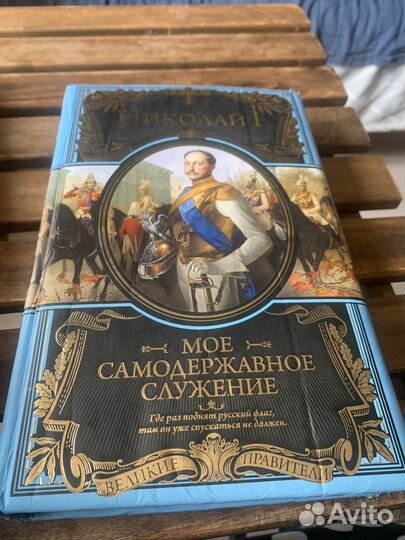 Николай I
МОЕ
САМОДЕРЖАВНОЕ
СЛУЖЕНИЕ
Где раз поднят русский флаг,
там он уже спускаться не должен.
ВЕЛИКИЕ ПРАВИТЕЛИ
Avito